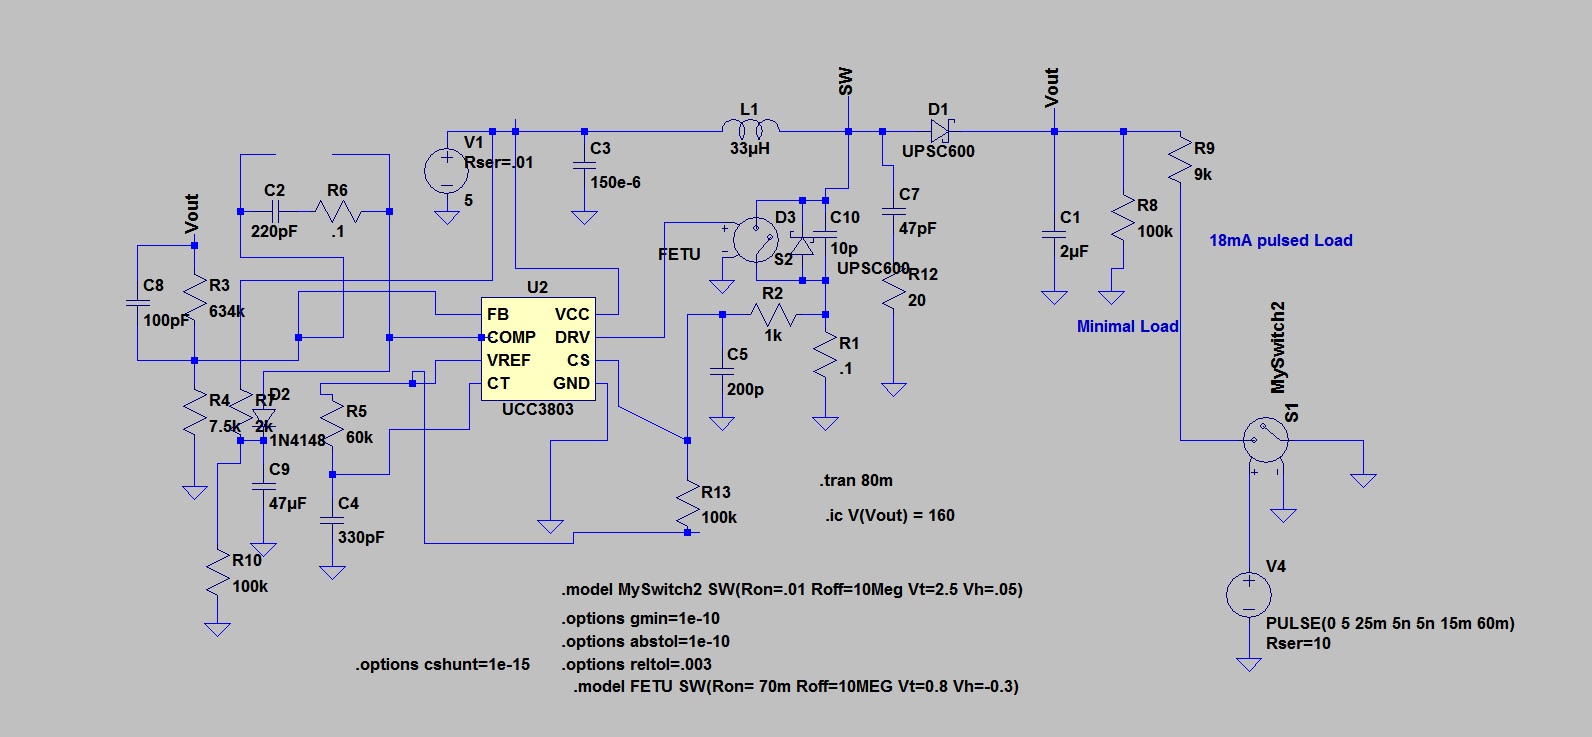 SW
Vout
L1
33µH
D1
UPSC600
V1
Rser=.01
5
C3
150e-6
R9
9k
C2
220pF
R6
.1
Vout
C7
47pF
C1
2µF
R8
100k
18mA pulsed Load
D3
C10
10p
S2
UPSC600
FETU
R12
20
C8
100pF
R3
634k
U2
R2
1k
Minimal Load
FB
VCC
COMP
DRV
VREF
CS
CT
GND
UCC3803
R1
.1
C5
200p
MySwitch2
S1
R4
7.5k
R7
2k
D2
1N4148
R5
60k
C9
47µF
C4
330pF
R13
100k
.tran 80m
.ic V(Vout) = 160
R10
100k
V4
PULSE(0 5 25m 5n 5n 15m 60m)
Rser=10
.model MySwitch2 SW(Ron=.01 Roff=10Meg Vt=2.5 Vh=.05)
.options gmin=1e-10
.options abstol=1e-10
.options cshunt=1e-15
.options reltol=.003
.model FETU SW(Ron= 70m Roff=10MEG Vt=0.8 Vh=-0.3)